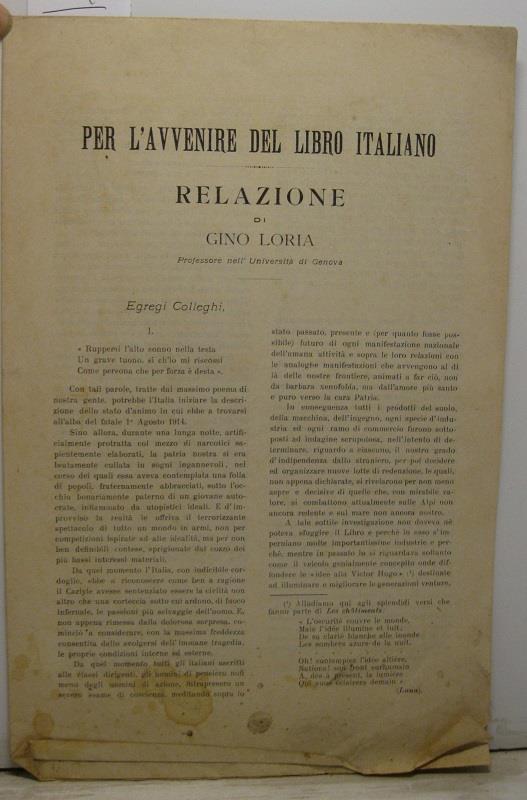 PER L'AVVENIRE DEL LIBRO ITALIANO
RELAZIONE
DI
GINO LORIA
Professore nell' Università di Genova
Egregi Colleghi,
1.
« Ruppemi l'alto sonno nella testa
Un grave tuono, sì ch'io mi riscossi
Come persona che per forza è desta ».
Con tali parole, tratte dal massimo poema di
nostra gente, potrebbe l'Italia iniziare la descri-
zione dello stato d'animo in cui ebbe a trovarsi
all'alba del fatale 1º Agosto 1914.
Sino allora, durante una lunga notte, artifi-
cialmente protratta col mezzo di narcotici sa-
pientemente elaborati, la patria nostra si era
beatamente cullata in sogni ingannevoli, nel
corso dei quali essa aveva contemplata una folla
di popoli, fraternamente abbracciati, sotto l'oc-
chio bonariamente paterno di un giovane auto-
crate, infiammato da utopistici ideali. E d'im-
provviso la realtà le offriva il terrorizzante
spettacolo di tutto un mondo in armi, non per
competizioni ispirate ad alte idealità, ma per non
ben definibili contese, sprigionate dal cozzo dei
più bassi interessi materiali.
Da quel momento l'Italia, con indicibile cor-
doglio, ebbe a riconoscere come ben a ragione
il Carlyle avesse sentenziato essere la civiltà non
altro che una corteccia sotto cui ardono, di fuoco
infernale, le passioni più selvaggie dell'uomo. E,
non appena rimessa dalla dolorosa sorpresa, co-
minciò a considerare, con la massima freddezza
consentita dallo svolgersi dell'immane tragedia,
le proprie condizioni interne ed esterne.
Da quel momento tutti gli italiani ascritti
alle classi dirigenti, gli uomini di pensiero non
meno degli uomini di azione, intrapresero un
severo esame di coscienza, meditando sopra lo
stato passato, presente e (per quanto fosse pos-
sibile) futuro di ogni manifestazione nazionale
dell'umana attività e sopra le loro relazioni con
le analoghe manifestazioni che avvengono al di
là delle nostre frontiere, animati a far ciò, non
da barbara xenofobia, ma dall'amore più santo
e puro verso la cara Patria.
In conseguenza tutti i prodotti del suolo,
della macchina, dell'ingegno, ogni specie d'indu-
stria ed ogni ramo di commercio furono sotto-
posti ad indagine scrupolosa, nell'intento di de-
terminare, riguardo a ciascuno, il nostro grado
d'indipendenza dallo straniero, per poi decidere
ed organizzare nuove lotte di redenzione, le quali,
non appena dichiarate, si rivelarono per non meno
aspre e decisive di quelle che, con mirabile va-
lore, si combattono attualmente sulle Alpi non
ancora redente e sul mare non ancora nostro.
A tale sottile investigazione non doveva nè
poteva sfuggire il Libro e perchè in esso s'im-
perniano molte importantissime industrie e per-
chè, mentre in passato lo si riguardava soltanto
come il veicolo genialmente concepito onde dif-
fondere le « idee alla Victor Hugo » (¹) destinate
ad illuminare e migliorare le generazioni venture,
(¹) Alludiamo qui agli splendidi versi che
fanno parte di Les châtiments:
« L'obscurité couvre le monde,
Mais l'idée illumine et luit;
De sa clarté blanche elle inonde
Les sombres azurs de la nuit.
Oh! contemplez l'idée altière,
Nations! son front surhumain
A, dès à présent, la lumière
Qui vous éclairera demain »
(Luna).